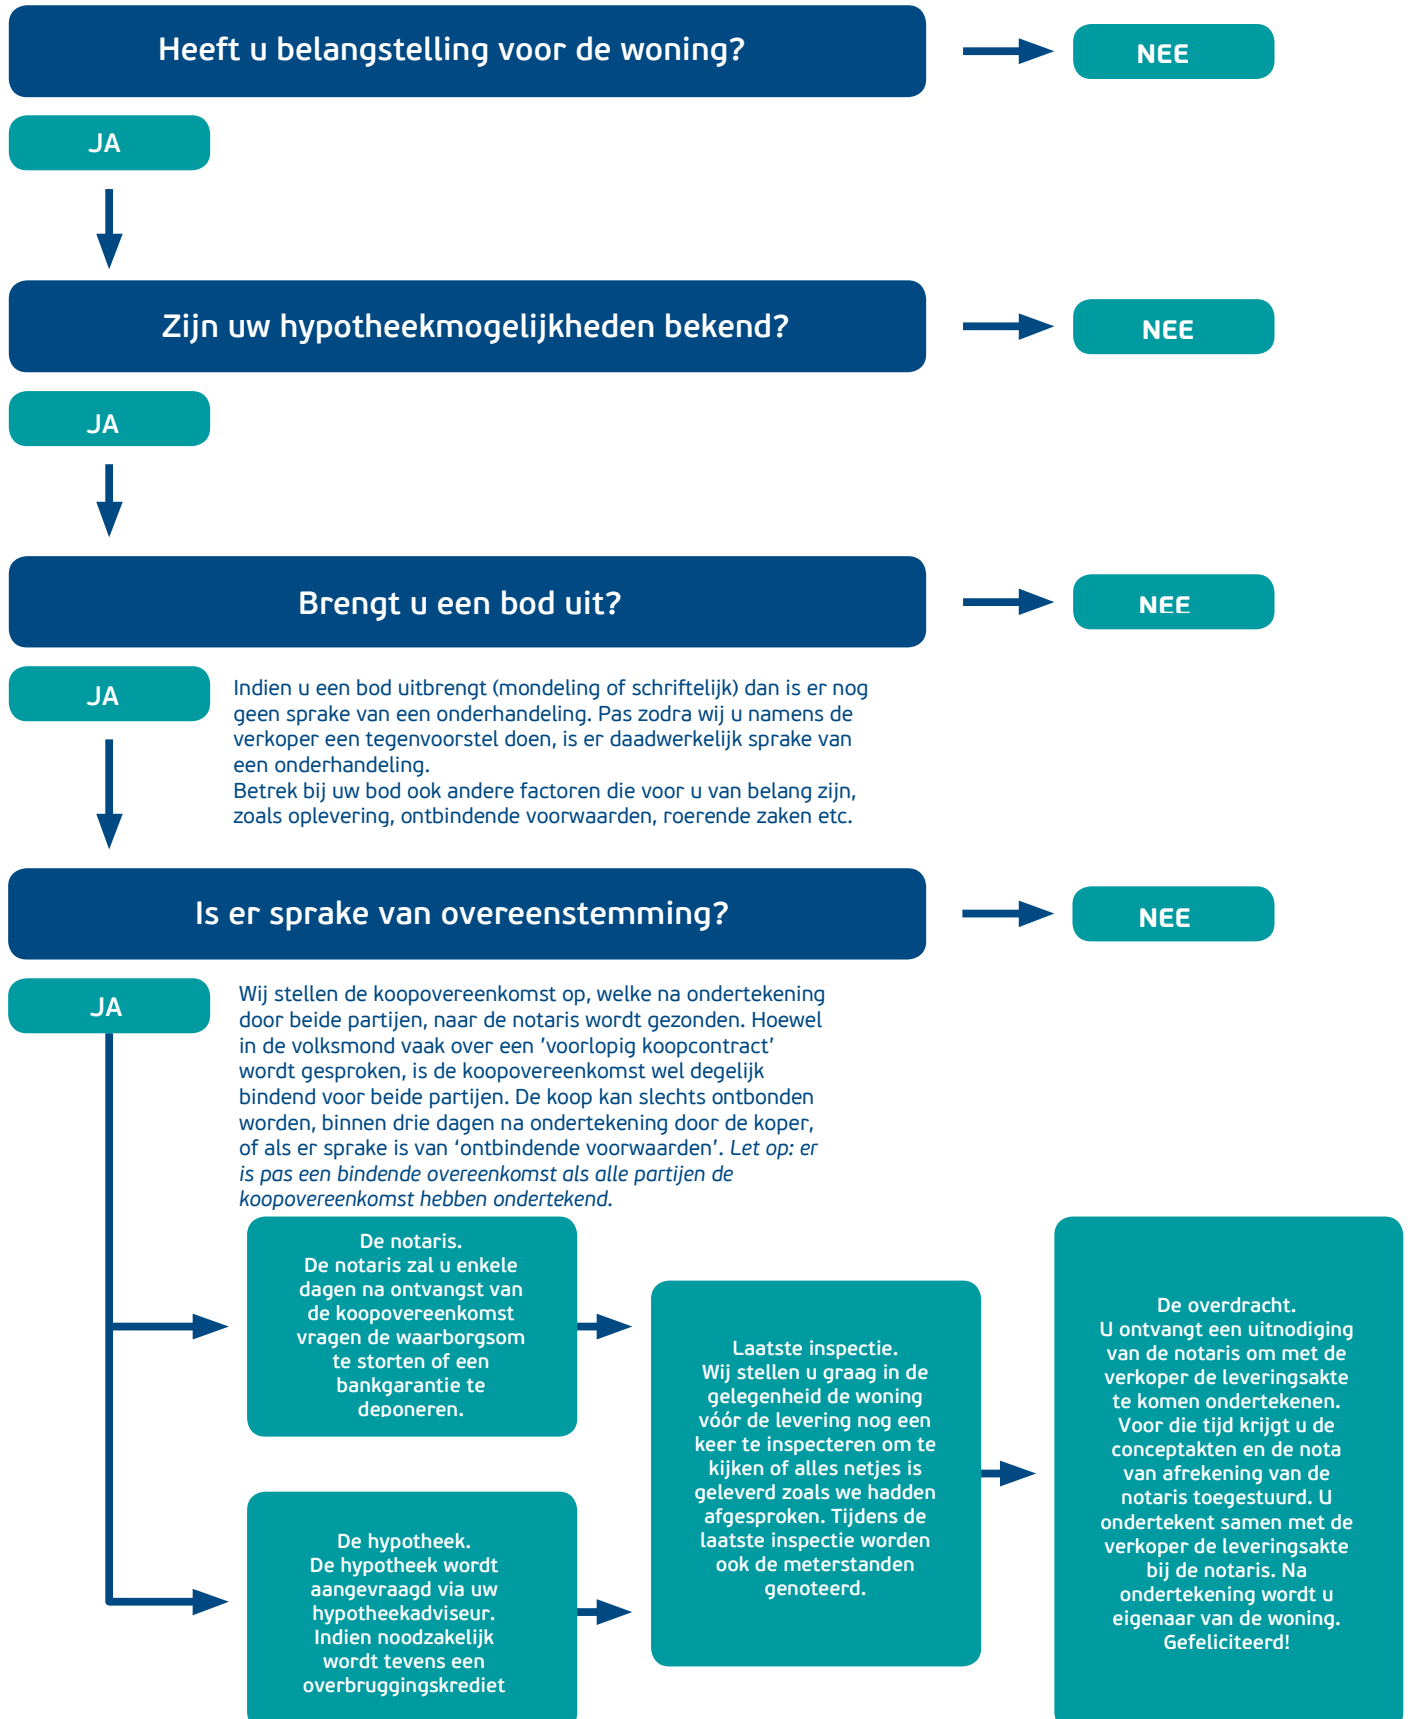 Heeft u belangstelling voor de woning?
NEE
JA
Zijn uw hypotheekmogelijkheden bekend?
NEE
JA
Brengt u een bod uit?
NEE
JA
Indien u een bod uitbrengt (mondeling of schriftelijk) dan is er nog
geen sprake van een onderhandeling. Pas zodra wij u namens de
verkoper een tegenvoorstel doen, is er daadwerkelijk sprake van
een onderhandeling.
Betrek bij uw bod ook andere factoren die voor u van belang zijn,
zoals oplevering, ontbindende voorwaarden, roerende zaken etc.
Is er sprake van overeenstemming?
NEE
JA
Wij stellen de koopovereenkomst op, welke na ondertekening
door beide partijen, naar de notaris wordt gezonden. Hoewel
in de volksmond vaak over een 'voorlopig koopcontract'
wordt gesproken, is de koopovereenkomst wel degelijk
bindend voor beide partijen. De koop kan slechts ontbonden
worden, binnen drie dagen na ondertekening door de koper,
of als er sprake is van ‘ontbindende voorwaarden’. Let op: er
is pas een bindende overeenkomst als alle partijen de
koopovereenkomst hebben ondertekend.
De notaris.
De notaris zal u enkele
dagen na ontvangst van
de koopovereenkomst
vragen de waarborgsom
te storten of een
bankgarantie te
deponeren.
De hypotheek.
De hypotheek wordt
aangevraagd via uw
hypotheekadviseur.
Indien noodzakelijk
wordt tevens een
overbruggingskrediet
Laatste inspectie.
Wij stellen u graag in de
gelegenheid de woning
vóór de levering nog een
keer te inspecteren om te
kijken of alles netjes is
geleverd zoals we hadden
afgesproken. Tijdens de
laatste inspectie worden
ook de meterstanden
genoteerd.
De overdracht.
U ontvangt een uitnodiging
van de notaris om met de
verkoper de leveringsakte
te komen ondertekenen.
Voor die tijd krijgt u de
conceptakten en de nota
van afrekening van de
notaris toegestuurd. U
ondertekent samen met de
verkoper de leveringsakte
bij de notaris. Na
ondertekening wordt u
eigenaar van de woning.
Gefeliciteerd!